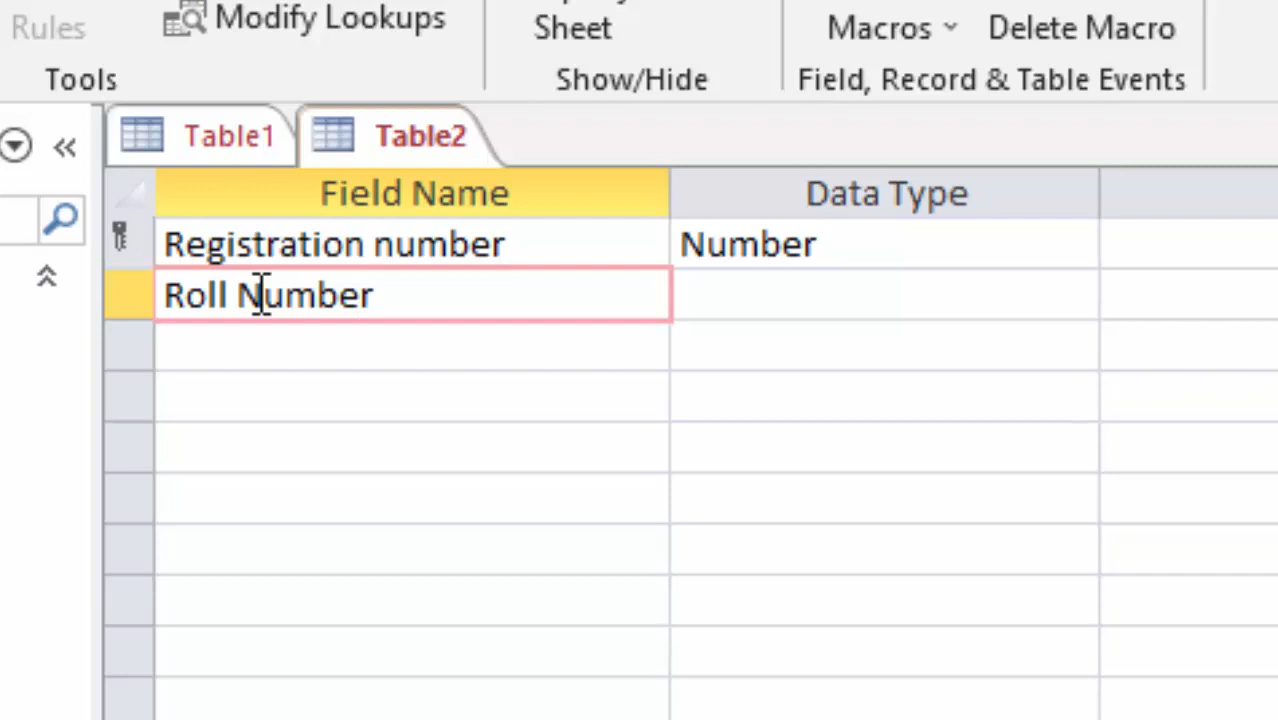 Rules
Modify Lookups
Sheet
Macros
Delete Macro
Tools
Show/Hide
Field, Record & Table Events
Table1
Table2
Field Name
Data Type
Registration number
Number
Roll Number